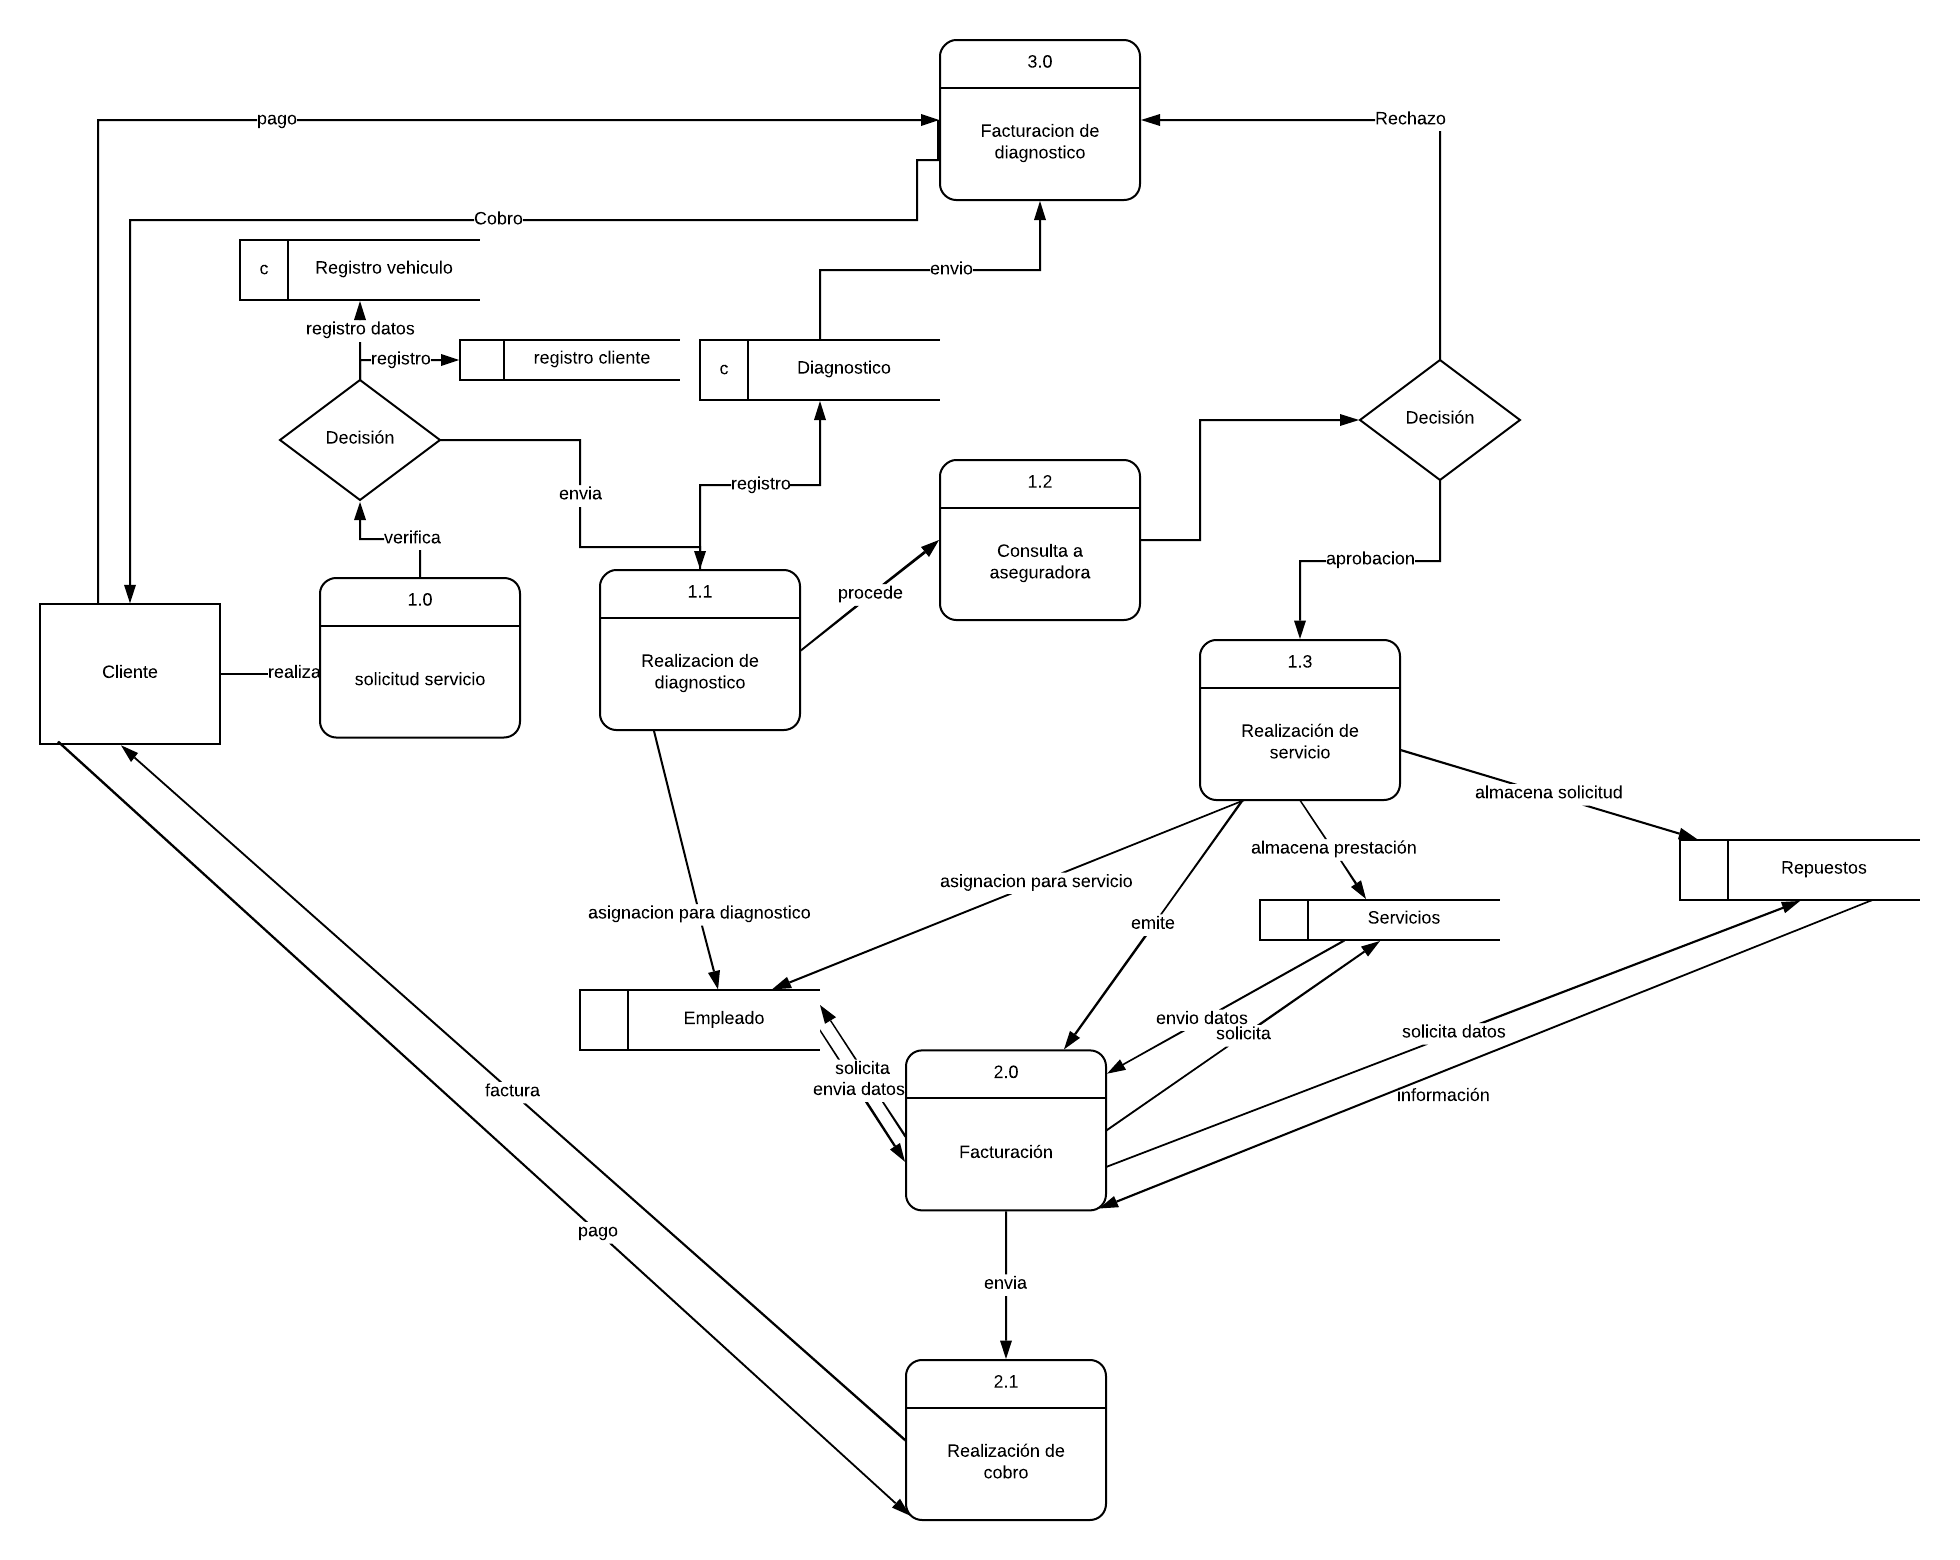 3.0
pago
Rechazo
Facturacion de
diagnostico
Cobro
c
Registro vehiculo
envio
registro datos
registro
registro cliente
c
Diagnostico
Decisión
Decisión
envia
registro
1.2
verifica
Consulta a
aseguradora
aprobacion
1.0
1.1
procede
Cliente
realiza
solicitud servicio
Realizacion de
diagnostico
1.3
Realización de
servicio
almacena solicitud
almacena prestación
Repuestos
asignacion para servicio
asignacion para diagnostico
emite
Servicios
Empleado
envio datos
solicita
solicita datos
solicita
envia datos
2.0
factura
información
Facturación
pago
envia
2.1
Realización de
cobro